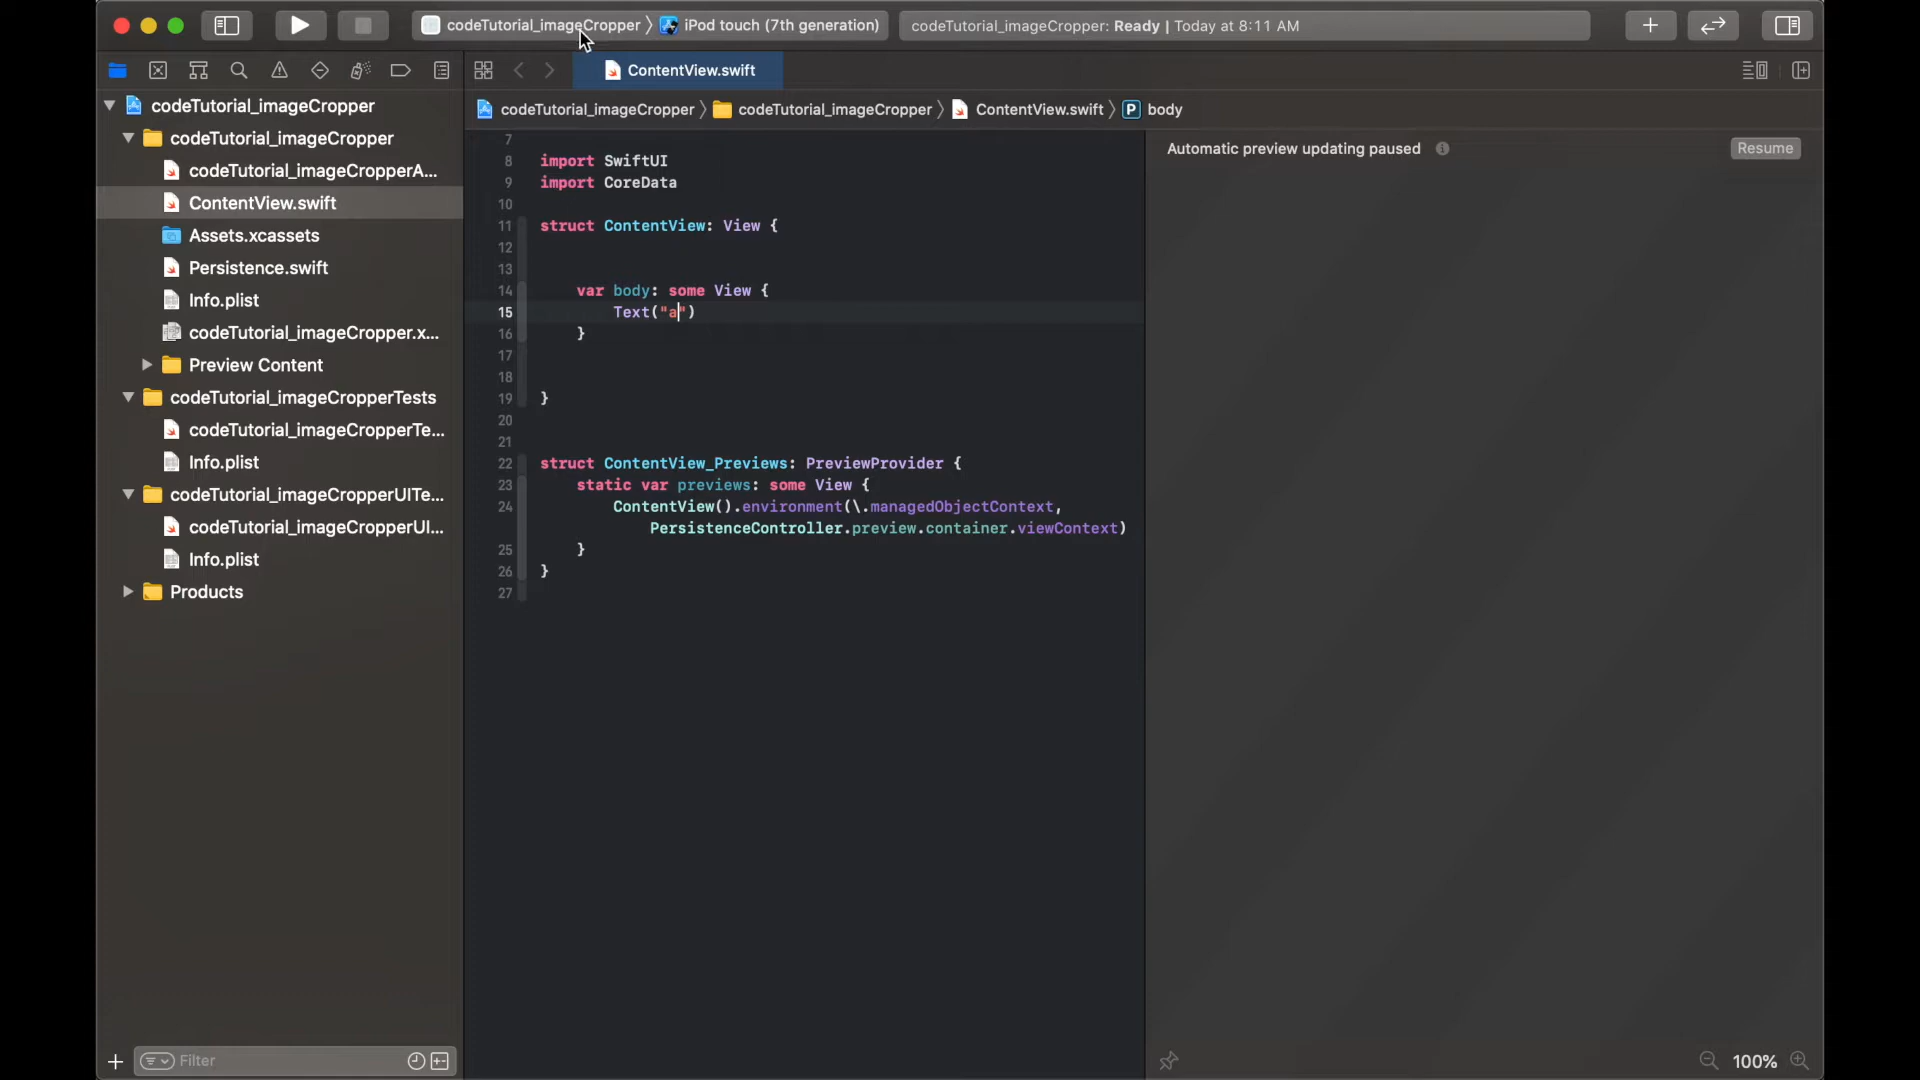 codeTutorial_imageCropper 〉 iPod touch (7th generation)
codeTutorial_imageCropper: Ready | Today at 8:11 AM
ContentView.swift
codeTutorial_imageCropper 〉 codeTutorial_imageCropper 〉 ContentView.swift 〉 P body
codeTutorial_imageCropper
codeTutorial_imageCropper
codeTutorial_imageCropperA...
ContentView.swift
Assets.xcassets
Persistence.swift
Info.plist
codeTutorial_imageCropper.x...
Preview Content
codeTutorial_imageCropperTests
codeTutorial_imageCropperTe...
Info.plist
codeTutorial_imageCropperUITe...
codeTutorial_imageCropperUI...
Info.plist
Products
Filter
7
8 import SwiftUI
9 import CoreData
10
11 struct ContentView: View {
12
13
14 var body: some View {
15 Text("a")
16 }
17
18
19 }
20
21
22 struct ContentView_Previews: PreviewProvider {
23 static var previews: some View {
24 ContentView().environment(\.managedObjectContext,
PersistenceController.preview.container.viewContext)
25 }
26 }
27
Automatic preview updating paused
Resume
100%